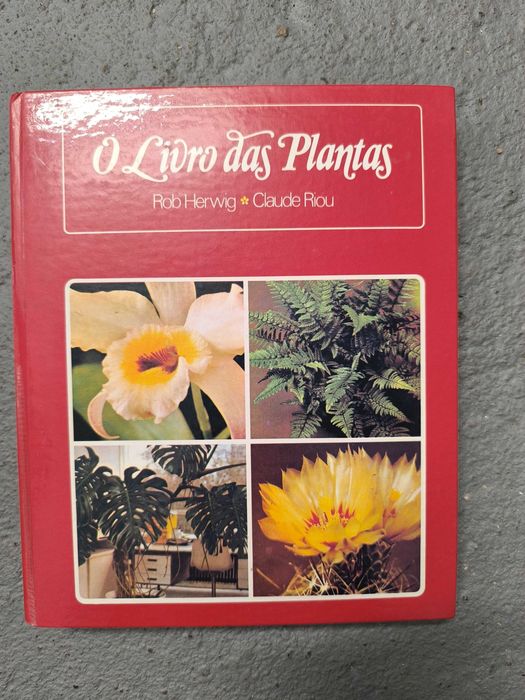 O Livro das Plantas
Rob Herwig Claude Riou